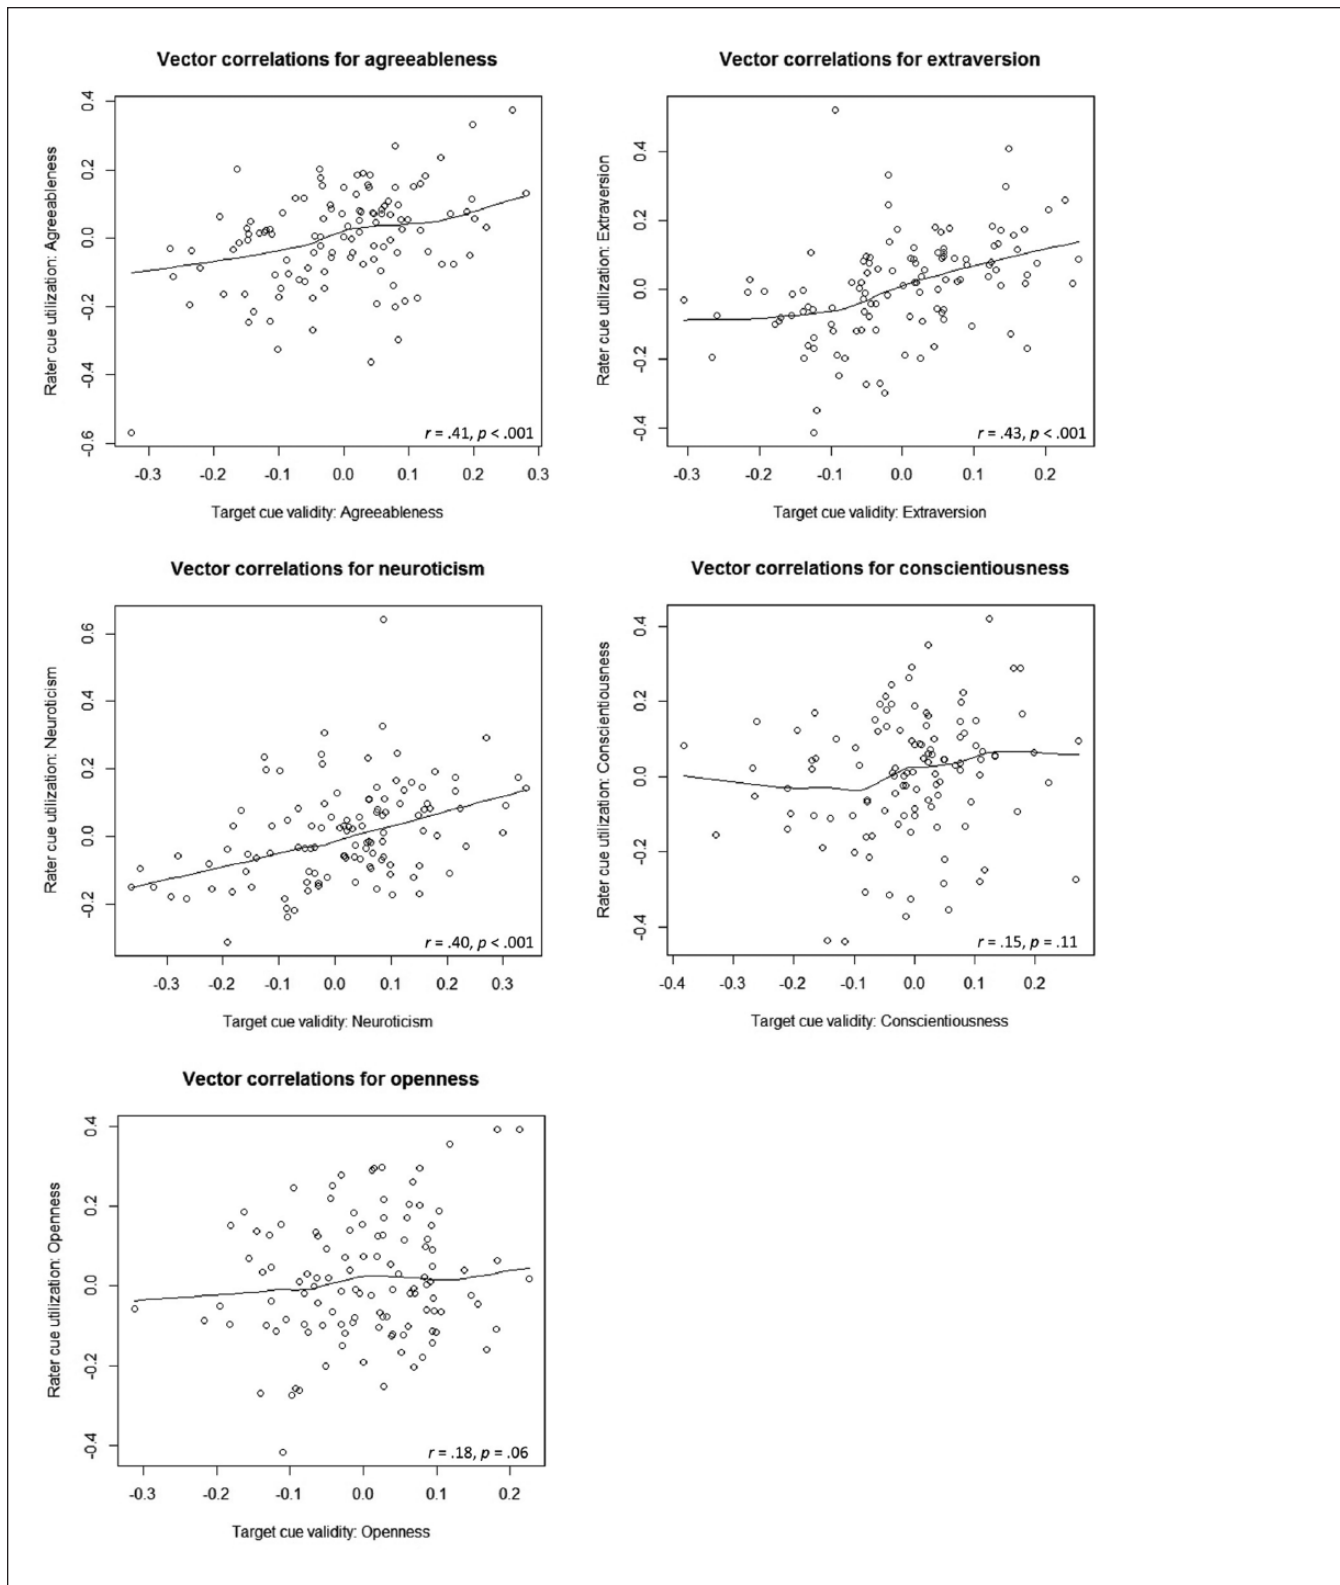 Vector correlations for agreeableness
Rater cue utilization: Agreeableness
0.4
0.2
0.0
-0.2
-0.4
-0.6
r = .41, p < .001
-0.3 -0.2 -0.1 0.0 0.1 0.2 0.3
Target cue validity: Agreeableness
Vector correlations for extraversion
Rater cue utilization: Extraversion
0.4
0.2
0.0
-0.2
-0.4
r = .43, p < .001
-0.3 -0.2 -0.1 0.0 0.1 0.2
Target cue validity: Extraversion
Vector correlations for neuroticism
Rater cue utilization: Neuroticism
0.6
0.4
0.2
0.0
-0.2
r = .40, p < .001
-0.3 -0.2 -0.1 0.0 0.1 0.2 0.3
Target cue validity: Neuroticism
Vector correlations for conscientiousness
Rater cue utilization: Conscientiousness
0.4
0.2
0.0
-0.2
-0.4
r = .15, p = .11
-0.4 -0.3 -0.2 -0.1 0.0 0.1 0.2
Target cue validity: Conscientiousness
Vector correlations for openness
Rater cue utilization: Openness
0.4
0.2
0.0
-0.2
-0.4
r = .18, p = .06
-0.3 -0.2 -0.1 0.0 0.1 0.2
Target cue validity: Openness